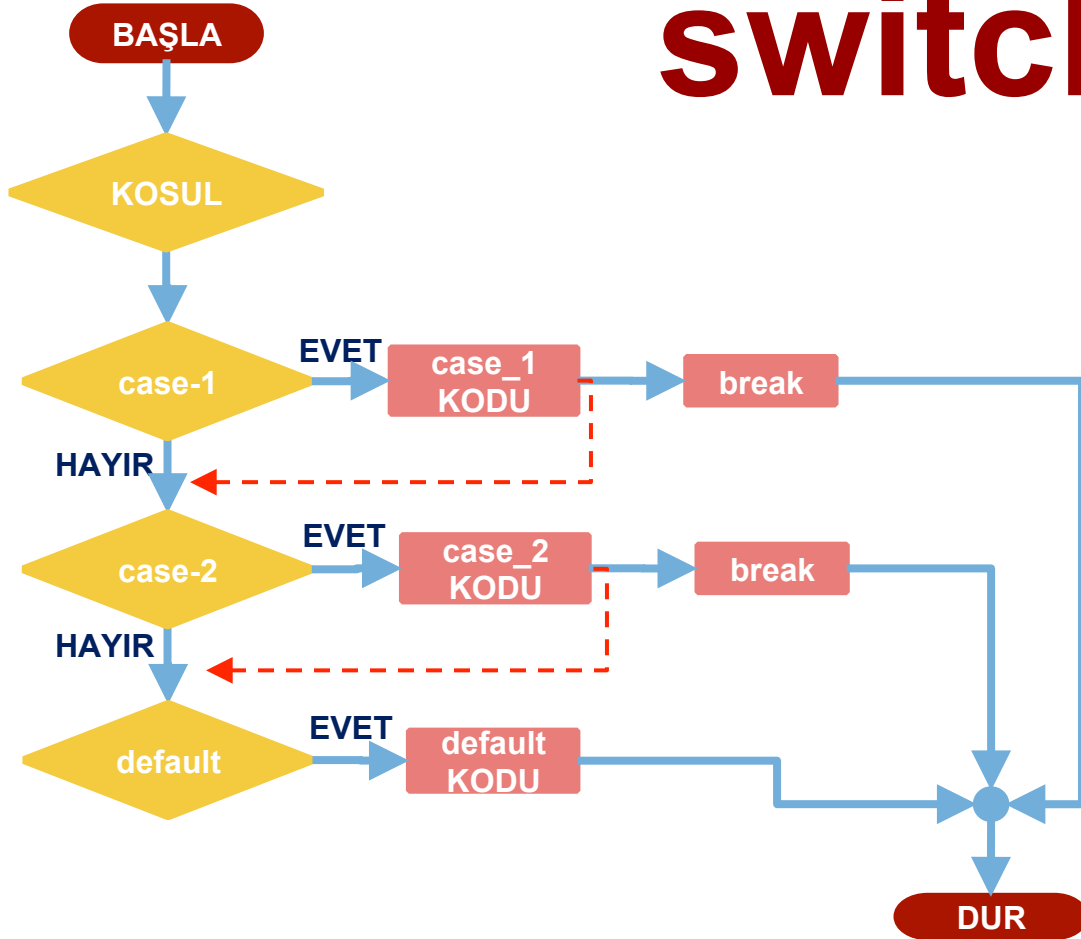 switch
BAŞLA
KOSUL
case-1
EVET
case_1
KODU
break
HAYIR
case-2
EVET
case_2
KODU
break
HAYIR
default
EVET
default
KODU
DUR